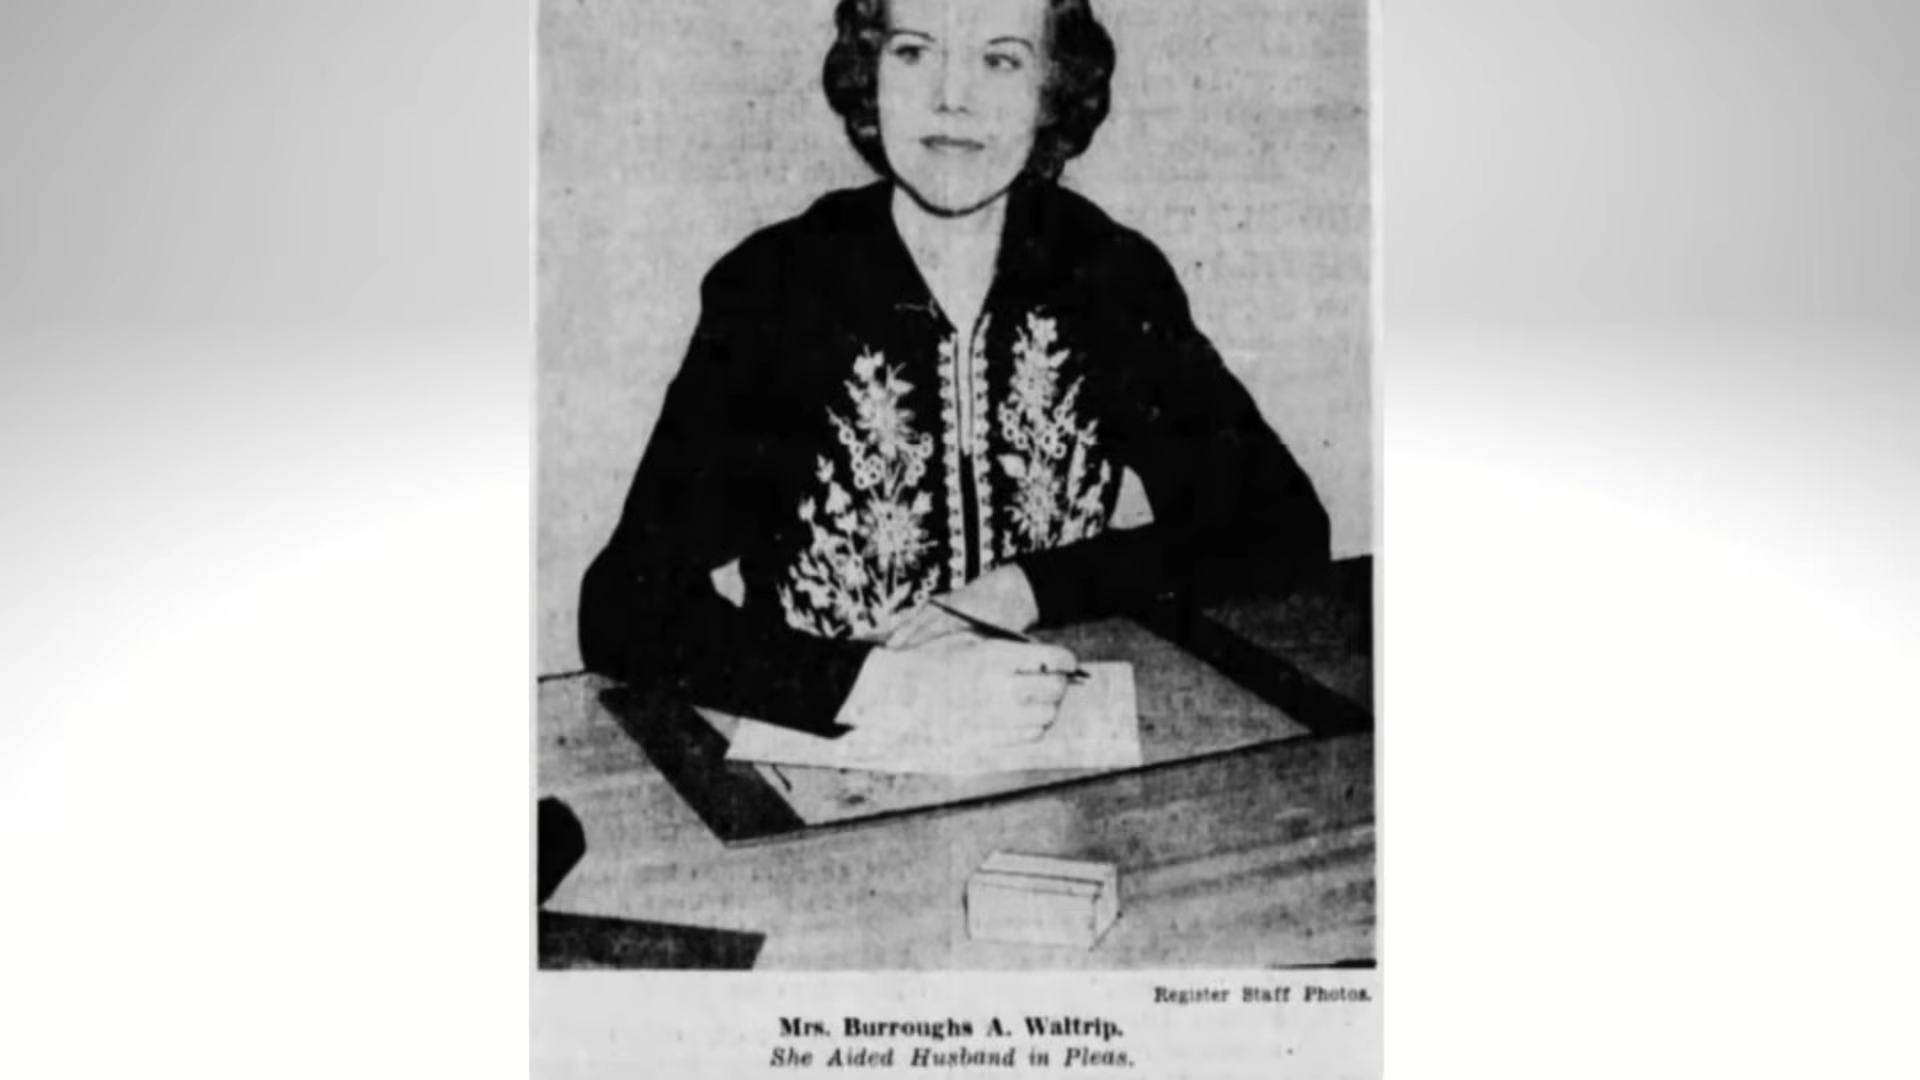 Register Staff Photos.
Mrs. Burroughs A. Waltrip.
She Aided Husband in Pleas.